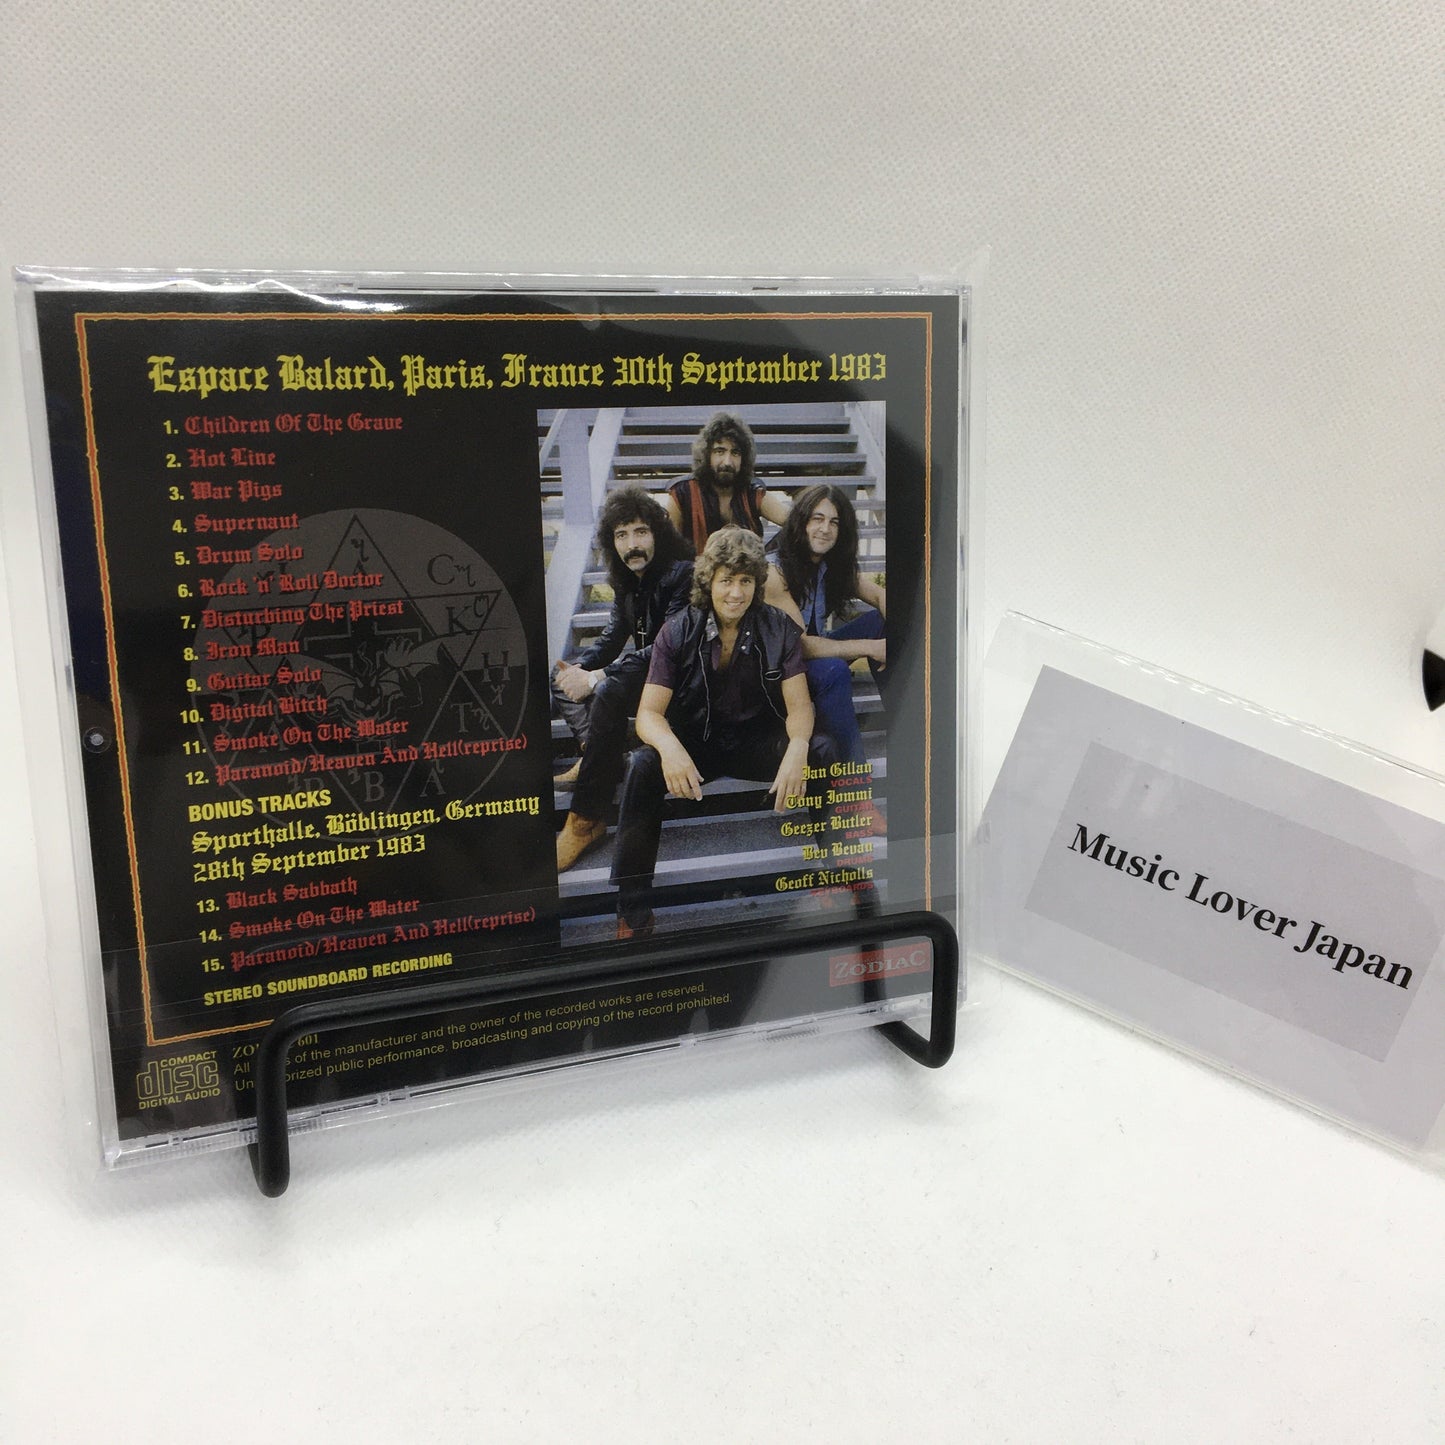 Espace Balard, Paris, France 30th September 1983
1. Children Of The Grave
2. Hot Line
3. War Pigs
4. Supernaut
5. Drum Solo
6. Rock 'n' Roll Doctor
7. Disturbing The Priest
8. Iron Man
9. Guitar Solo
10. Digital Bitch
11. Smoke On The Water
12. Paranoid/Heaven And Hell(reprise)
BONUS TRACKS
Sporthalle, Böblingen, Germany
28th September 1983
13. Black Sabbath
14. Smoke On The Water
15. Paranoid/Heaven And Hell(reprise)
STEREO SOUNDBOARD RECORDING
Ian Gillan
VOCALS
Tony Iommi
GUITAR
Geezer Butler
BASS
Bev Bevan
DRUMS
Geoff Nicholls
KEYBOARDS
ZODIAC
COMPACT
disc
DIGITAL AUDIO
601
All of the manufacturer and the owner of the recorded works are reserved.
public performance, broadcasting and copying of the record prohibited.
Music Lover Japan